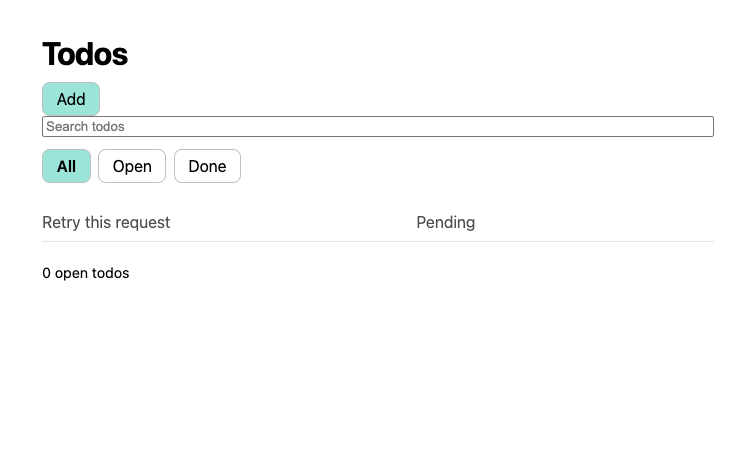 Todos
Add
Search todos
All Open Done
Retry this request Pending
0 open todos